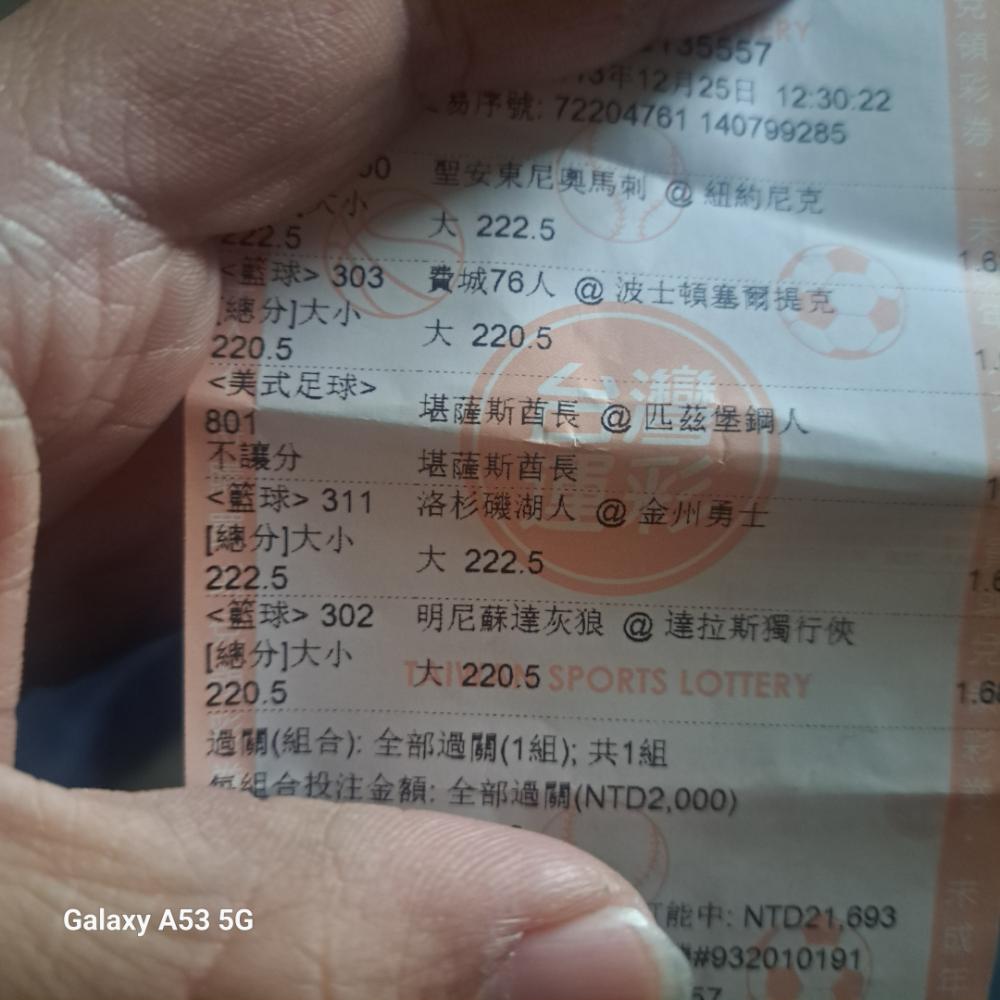 135557
13年12月25日 12:30:22
易序號: 72204761 140799285
聖安東尼奧馬刺 @ 紐約尼克
大小
222.5 大 222.5
<籃球> 303 費城76人 @ 波士頓塞爾提克
[總分]大小
220.5 大 220.5
<美式足球>
801 堪薩斯酋長 @ 匹茲堡鋼人
不讓分 堪薩斯酋長
<籃球> 311 洛杉磯湖人 @ 金州勇士
[總分]大小
222.5 大 222.5
<籃球> 302 明尼蘇達灰狼 @ 達拉斯獨行俠
[總分]大小
220.5 大 220.5
台灣運彩
TAIWAN SPORTS LOTTERY
過關(組合): 全部過關(1組); 共1組
每組合投注金額: 全部過關(NTD2,000)
可能中: NTD21,693
#932010191
57
Galaxy A53 5G